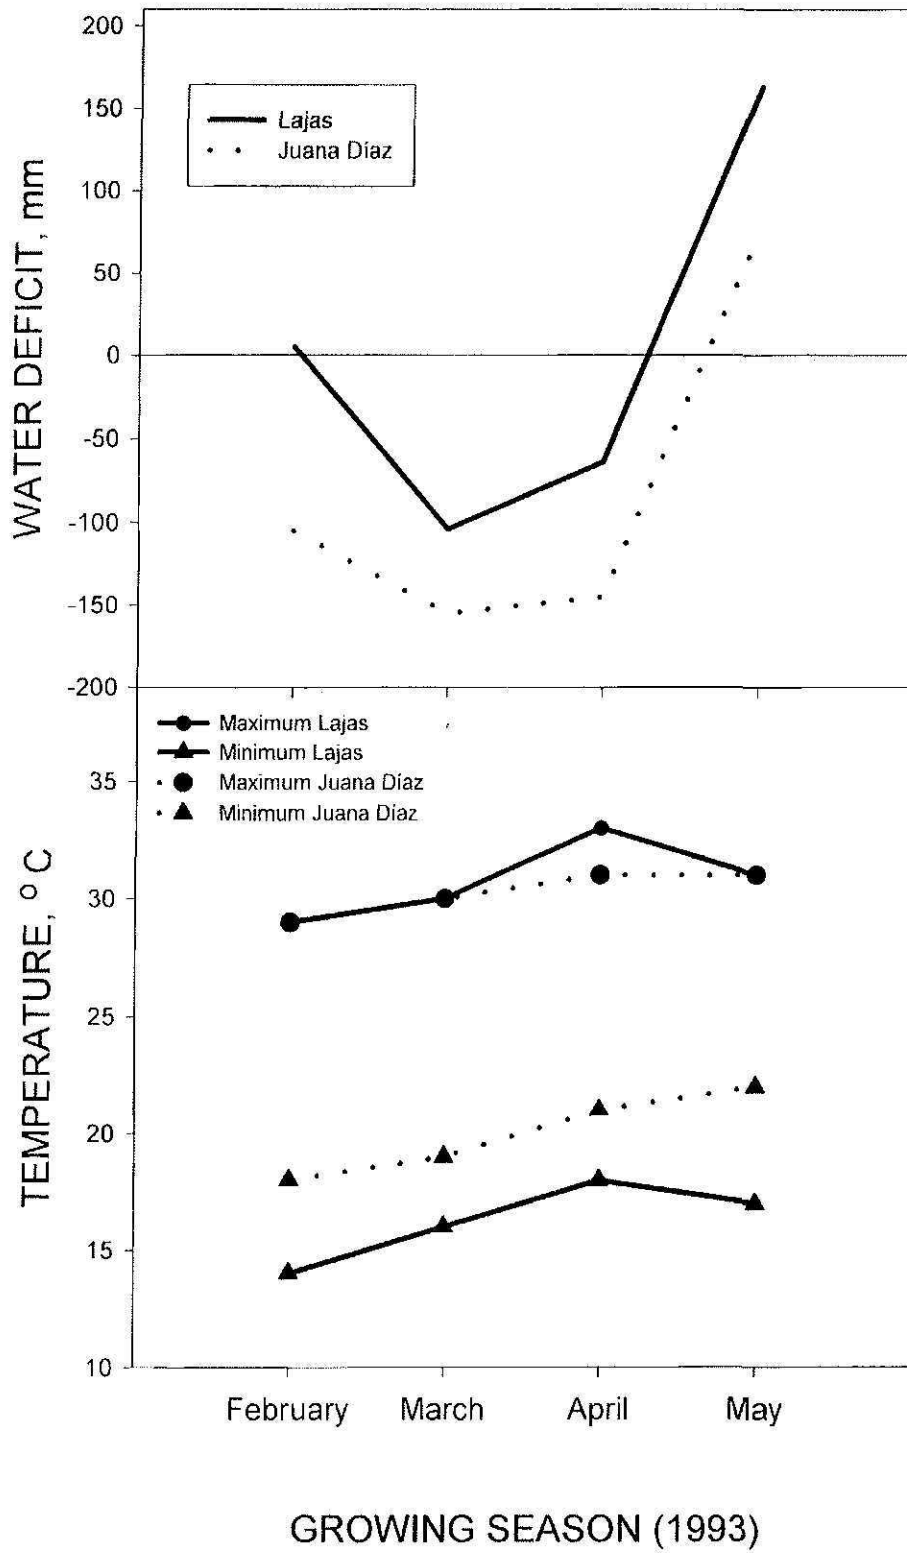 200
150
100
50
0
-50
-100
-150
-200
WATER DEFICIT, mm
Lajas
Juana Díaz
Maximum Lajas
Minimum Lajas
Maximum Juana Díaz
Minimum Juana Díaz
35
30
25
20
15
10
TEMPERATURE, °C
February March April May
GROWING SEASON (1993)